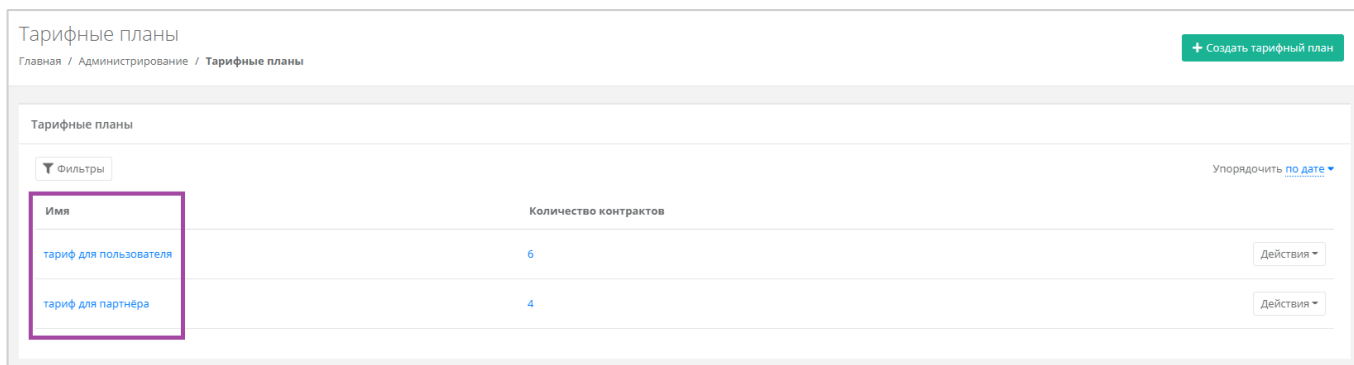 Тарифные планы
+ Создать тарифный план
Главная / Администрирование / Тарифные планы
Тарифные планы
Фильтры
Упорядочить по дате
Имя Количество контрактов
тариф для пользователя 6 Действия
тариф для партнёра 4 Действия